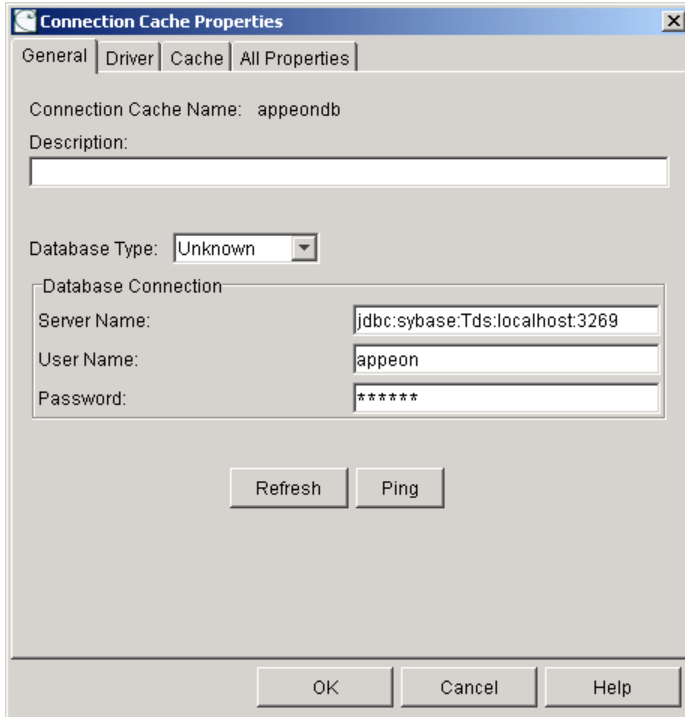 Connection Cache Properties
General Driver Cache All Properties
Connection Cache Name: appeondb
Description:
Database Type: Unknown
Database Connection
Server Name: jdbc:sybase:Tds:localhost:3269
User Name: appeon
Password: ******
Refresh Ping
OK Cancel Help